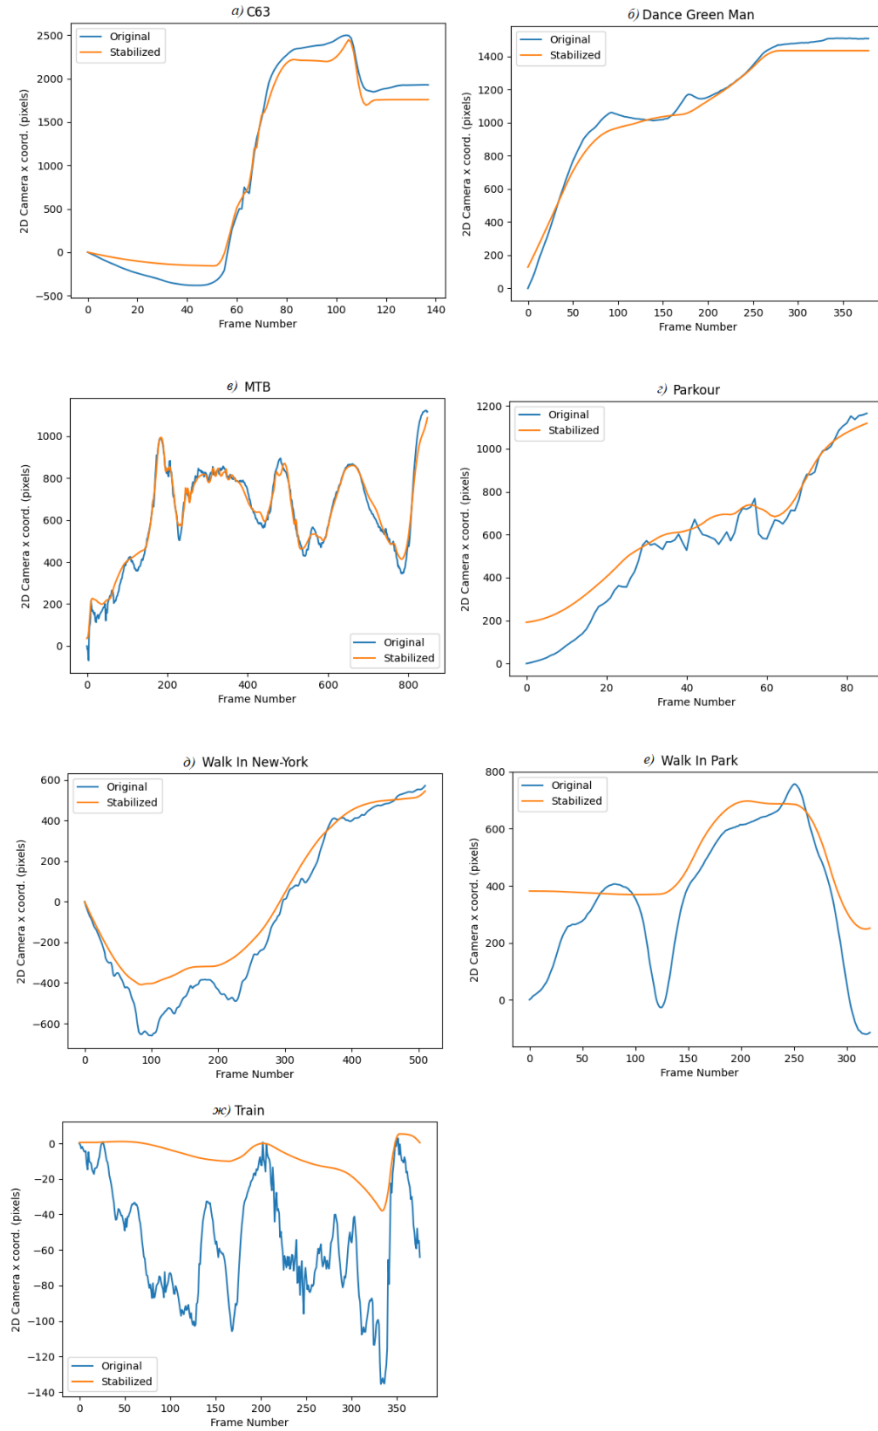 а) C63
2500
2000
1500
1000
500
0
−500
0 20 40 60 80 100 120 140
2D Camera x coord. (pixels)
Frame Number
Original
Stabilized
б) Dance Green Man
1400
1200
1000
800
600
400
200
0
0 50 100 150 200 250 300 350
2D Camera x coord. (pixels)
Frame Number
Original
Stabilized
в) MTB
1000
800
600
400
200
0
0 200 400 600 800
2D Camera x coord. (pixels)
Frame Number
Original
Stabilized
г) Parkour
1200
1000
800
600
400
200
0
0 20 40 60 80
2D Camera x coord. (pixels)
Frame Number
Original
Stabilized
д) Walk In New-York
600
400
200
0
−200
−400
−600
0 100 200 300 400 500
2D Camera x coord. (pixels)
Frame Number
Original
Stabilized
е) Walk In Park
800
600
400
200
0
0 50 100 150 200 250 300
2D Camera x coord. (pixels)
Frame Number
Original
Stabilized
ж) Train
0
−20
−40
−60
−80
−100
−120
−140
0 50 100 150 200 250 300 350
2D Camera x coord. (pixels)
Frame Number
Original
Stabilized